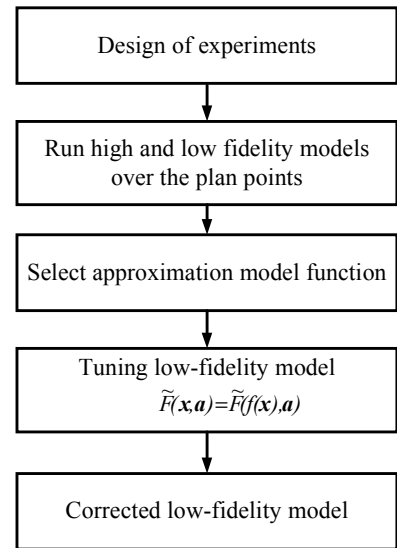 Design of experiments
Run high and low fidelity models
over the plan points
Select approximation model function
Tuning low-fidelity model
F̃(x,a)=F̃(f(x),a)
Corrected low-fidelity model